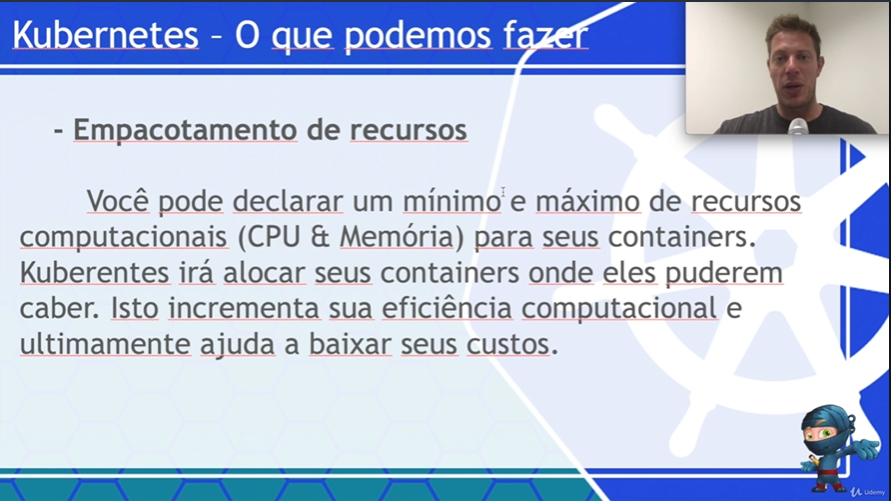 Kubernetes - O que podemos fazer
- Empacotamento de recursos
Você pode declarar um mínimo e máximo de recursos
computacionais (CPU & Memória) para seus containers.
Kuberentes irá alocar seus containers onde eles puderem
caber. Isto incrementa sua eficiência computacional e
ultimamente ajuda a baixar seus custos.
Udemy